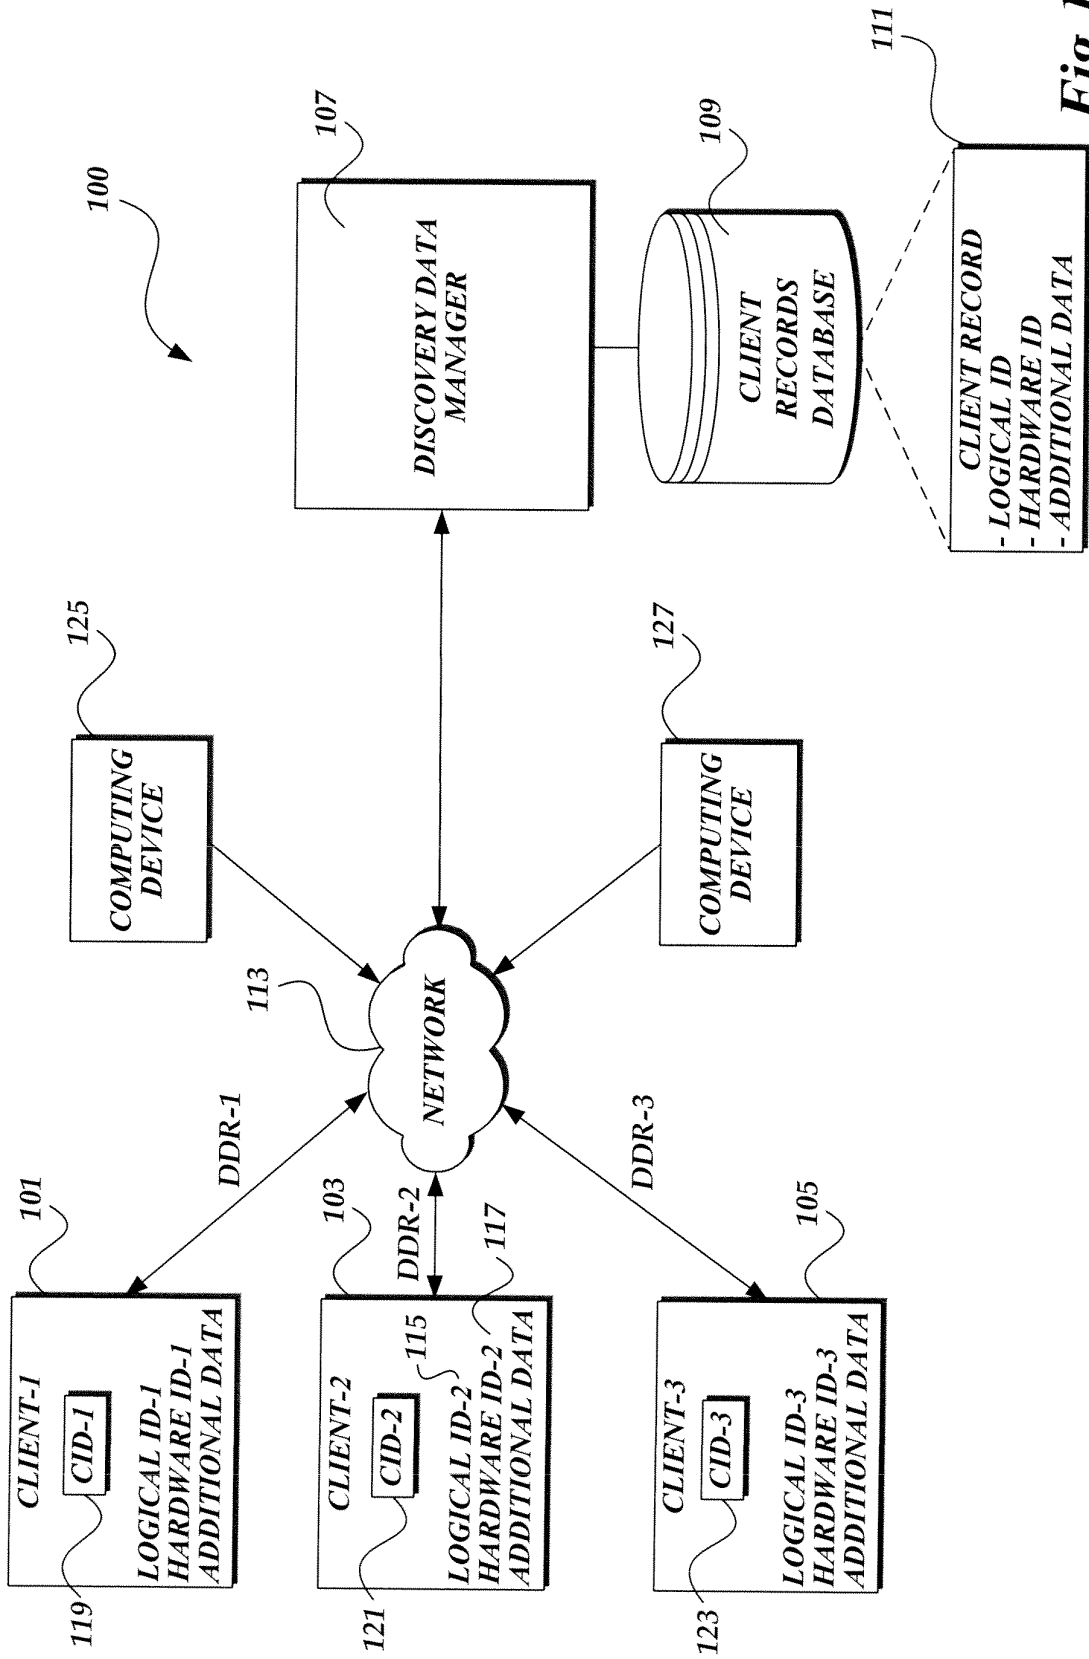 100
CLIENT-1
CID-1
LOGICAL ID-1
HARDWARE ID-1
ADDITIONAL DATA
101
119
DDR-1
CLIENT-2
CID-2
115
LOGICAL ID-2
HARDWARE ID-2
ADDITIONAL DATA
103
117
121
DDR-2
CLIENT-3
CID-3
LOGICAL ID-3
HARDWARE ID-3
ADDITIONAL DATA
105
123
DDR-3
113
NETWORK
125
COMPUTING
DEVICE
127
COMPUTING
DEVICE
107
DISCOVERY DATA
MANAGER
109
CLIENT
RECORDS
DATABASE
111
CLIENT RECORD
- LOGICAL ID
- HARDWARE ID
- ADDITIONAL DATA
Fig.